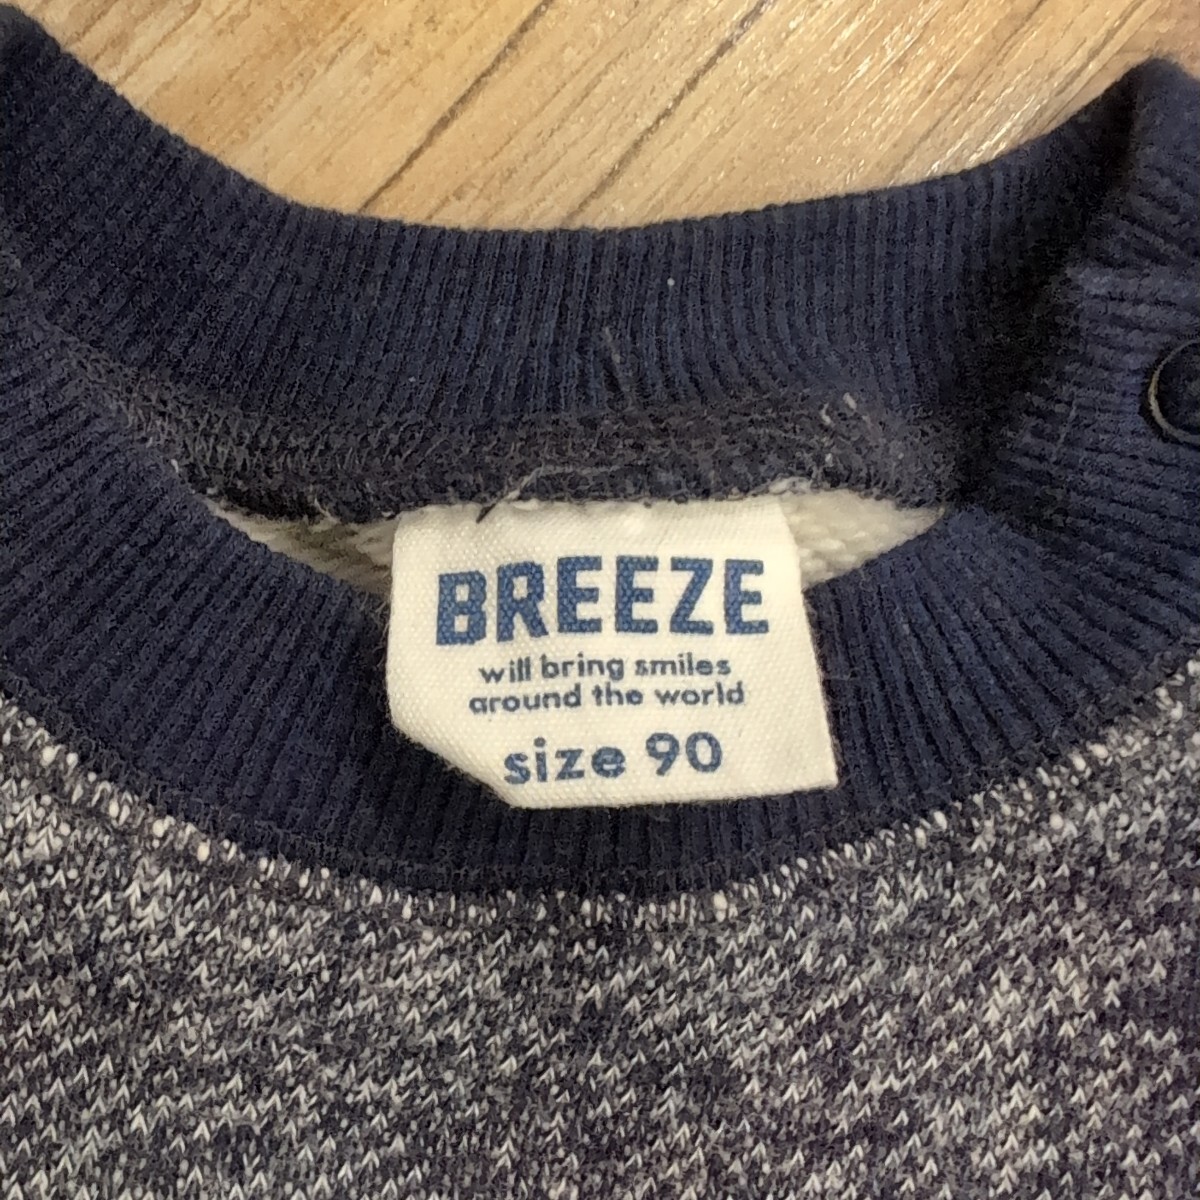 BREEZE
will bring smiles
around the world
size 90